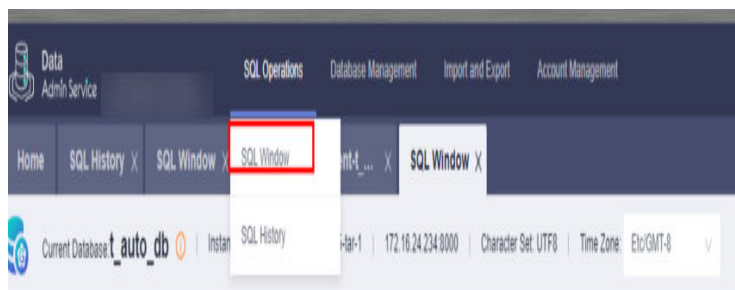 Data
Admin Service
SQL Operations Database Management Import and Export Account Management
Home SQL History X SQL Window X SQL Window ent-t_... X SQL Window X
SQL History
Current Database: t_auto_db Instan -tar-1 172.16.24.234:8000 Character Set: UTF8 Time Zone: Etc/GMT-8